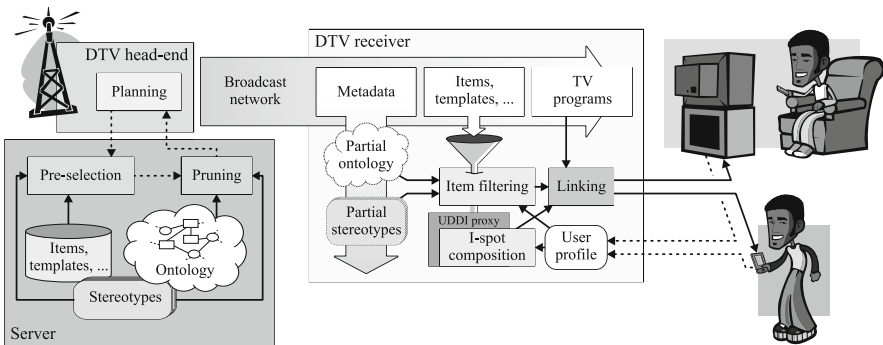 DTV head-end
Planning
Server
Pre-selection
Pruning
Items,
templates, ...
Ontology
Stereotypes
Broadcast
network
DTV receiver
Metadata
Items,
templates, ...
TV
programs
Partial
ontology
Item filtering
Linking
Partial
stereotypes
UDDI proxy
I-spot
composition
User
profile